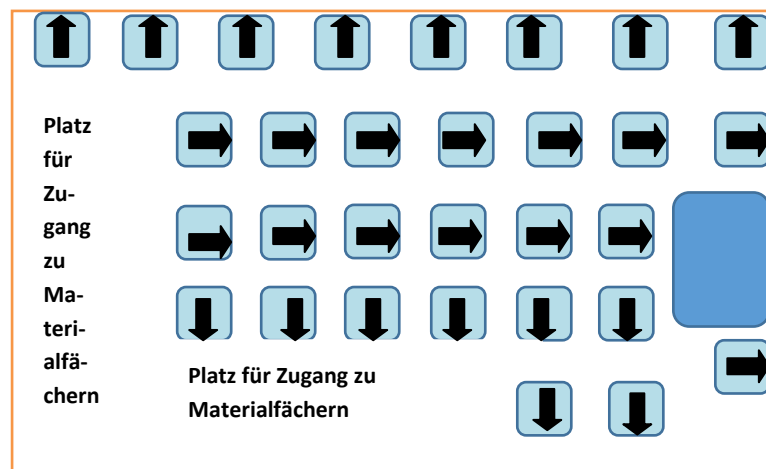 Platz
für
Zu-
gang
zu
Ma-
teri-
alfä-
chern
Platz für Zugang zu
Materialfächern